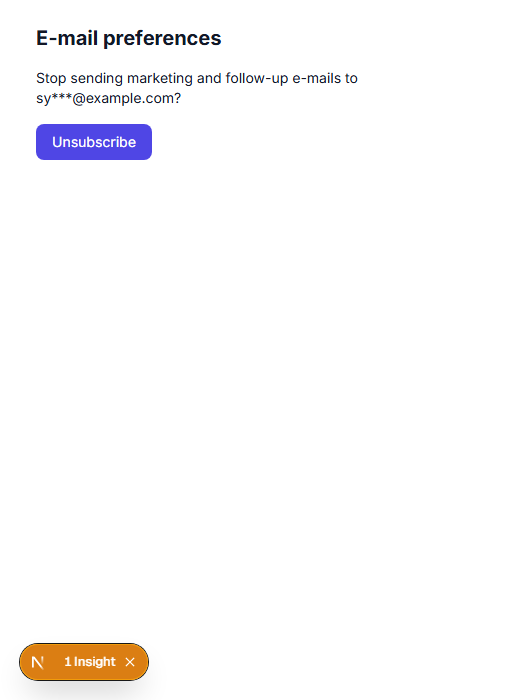 E-mail preferences
Stop sending marketing and follow-up e-mails to
sy***@example.com?
Unsubscribe
1 Insight